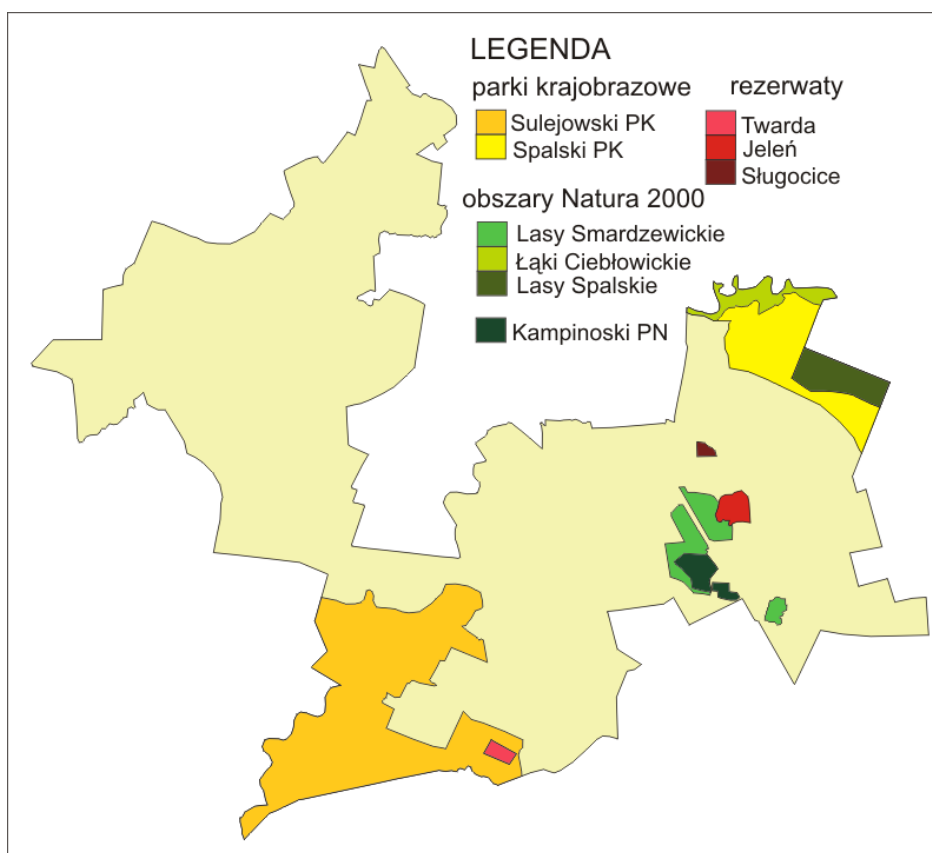 LEGENDA
parki krajobrazowe
Sulejowski PK
Spalski PK
rezerwaty
Twarda
Jeleń
Sługocice
obszary Natura 2000
Lasy Smardzewickie
Łąki Ciebłowickie
Lasy Spalskie
Kampinoski PN